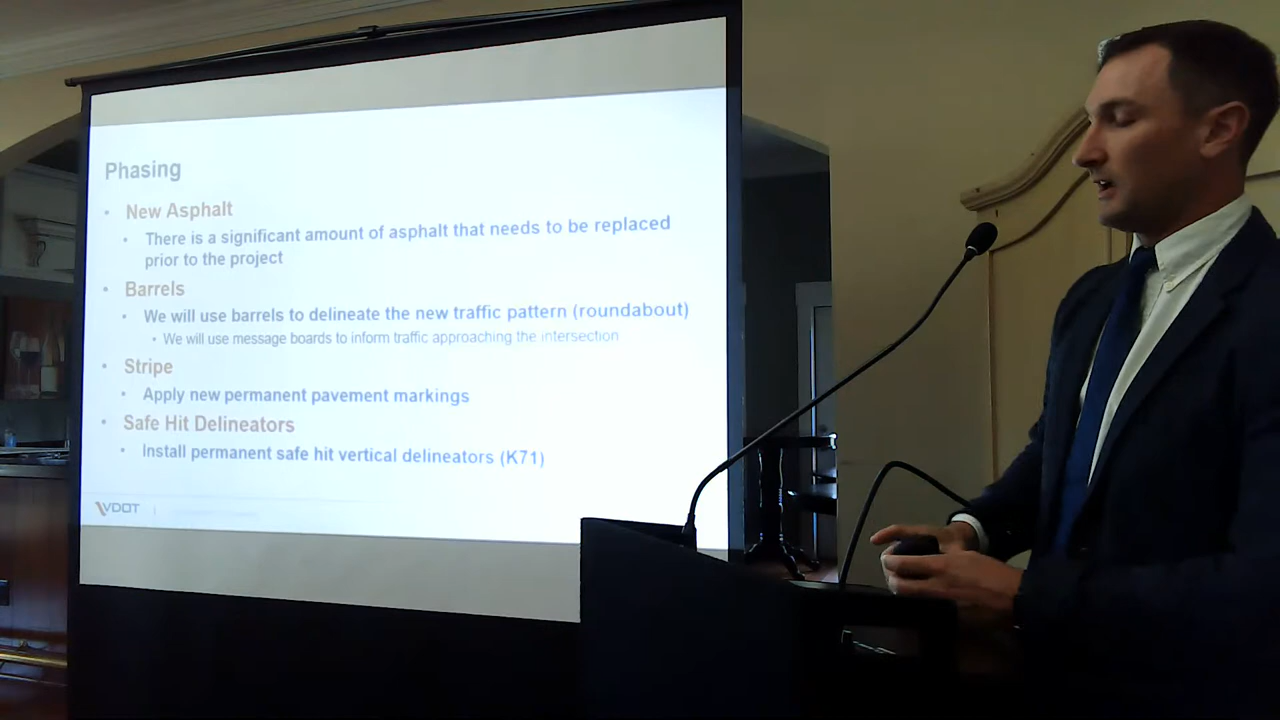 Phasing
• New Asphalt
• There is a significant amount of asphalt that needs to be replaced
prior to the project
• Barrels
• We will use barrels to delineate the new traffic pattern (roundabout)
• We will use message boards to inform traffic approaching the intersection
• Stripe
• Apply new permanent pavement markings
• Safe Hit Delineators
• Install permanent safe hit vertical delineators (K71)
VDOT